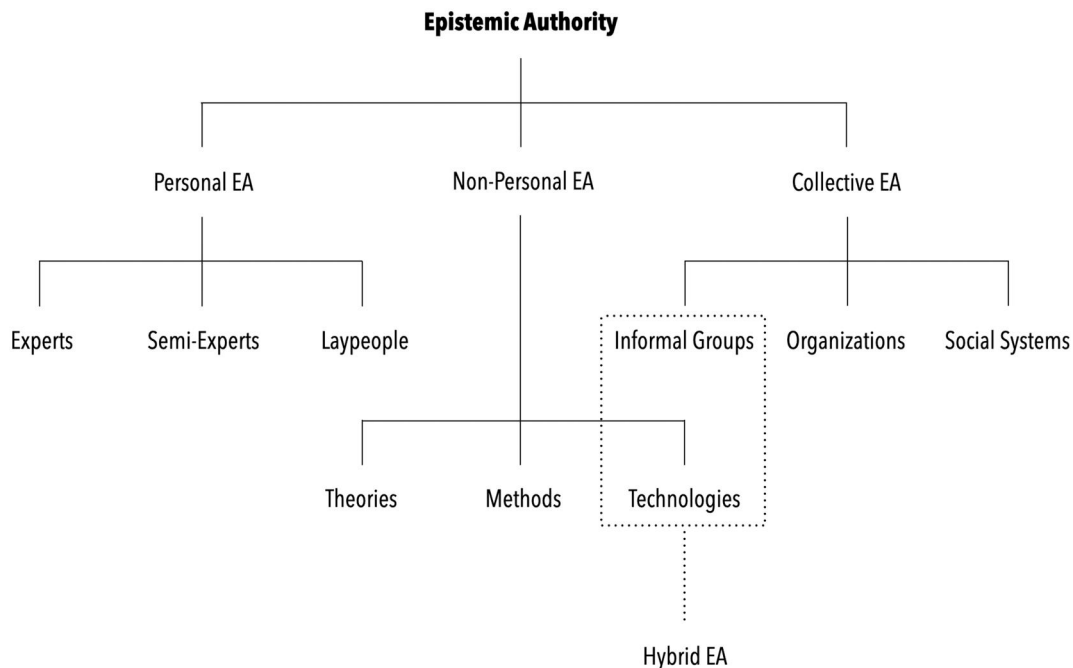 Epistemic Authority
Personal EA
Non-Personal EA
Collective EA
Experts
Semi-Experts
Laypeople
Informal Groups
Organizations
Social Systems
Theories
Methods
Technologies
Hybrid EA